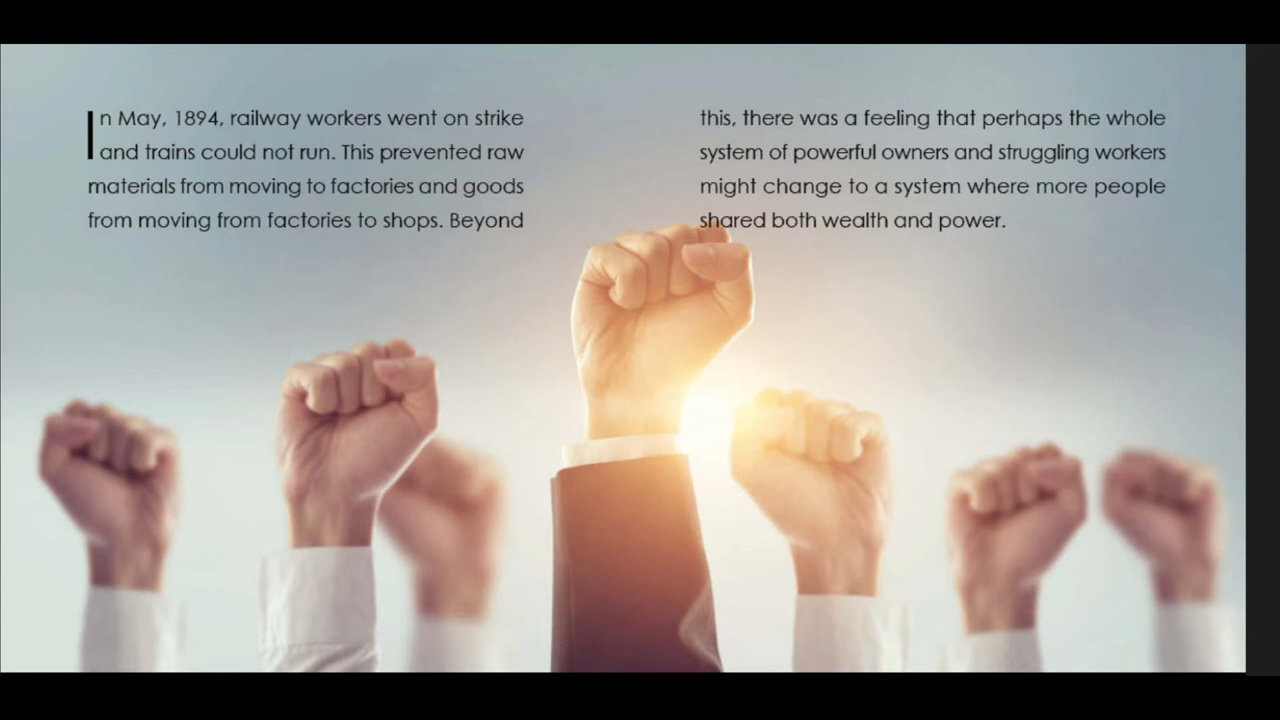 In May, 1894, railway workers went on strike
and trains could not run. This prevented raw
materials from moving to factories and goods
from moving from factories to shops. Beyond
this, there was a feeling that perhaps the whole
system of powerful owners and struggling workers
might change to a system where more people
shared both wealth and power.